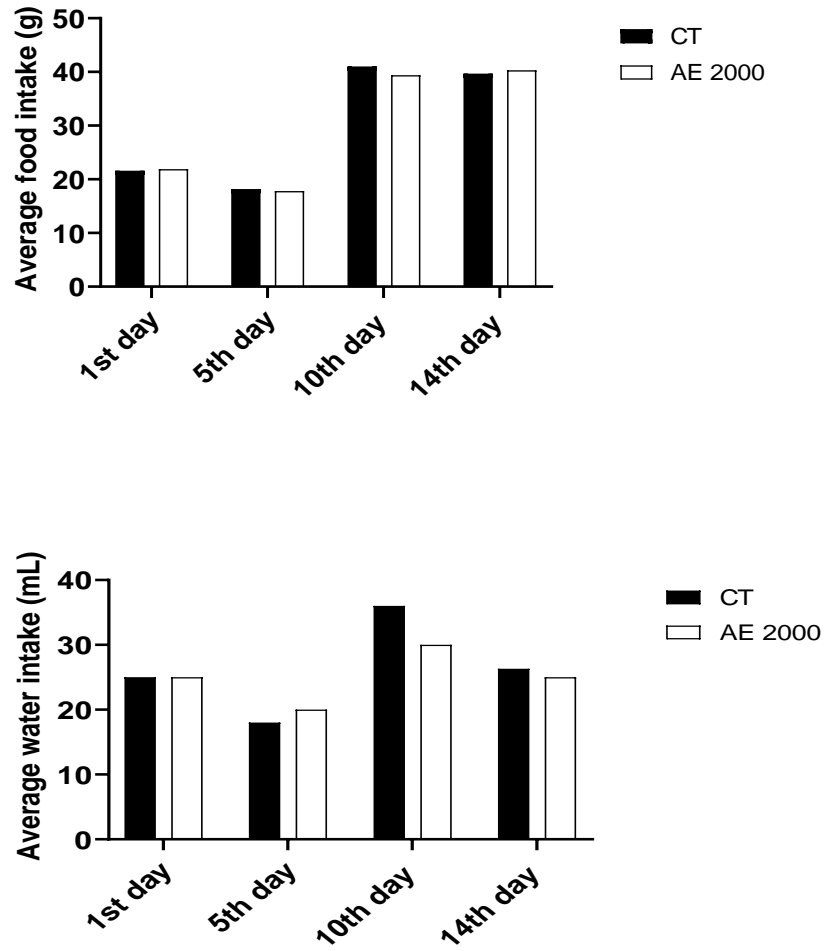 Average food intake (g)
50
40
30
20
10
0
1st day
5th day
10th day
14th day
CT
AE 2000
Average water intake (mL)
40
30
20
10
0
1st day
5th day
10th day
14th day
CT
AE 2000